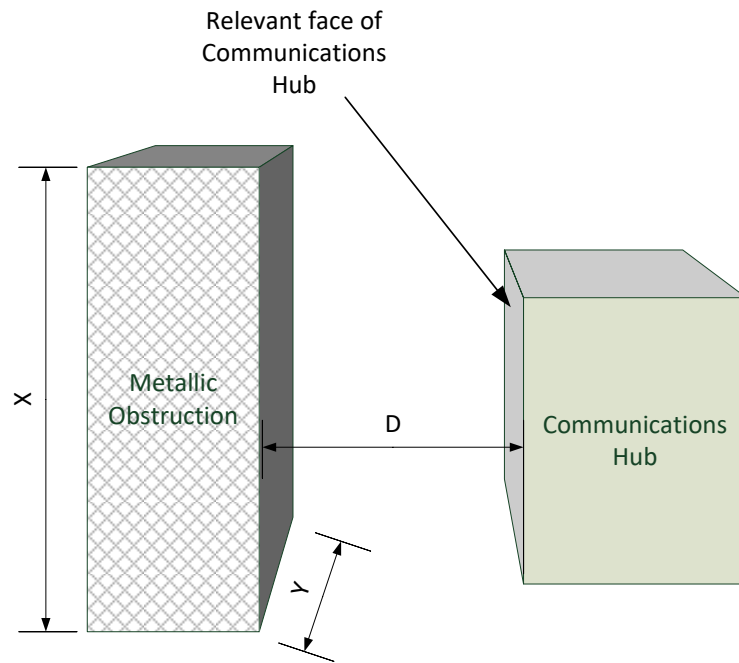 Relevant face of
Communications
Hub
X
Metallic
Obstruction
D
Communications
Hub
Y